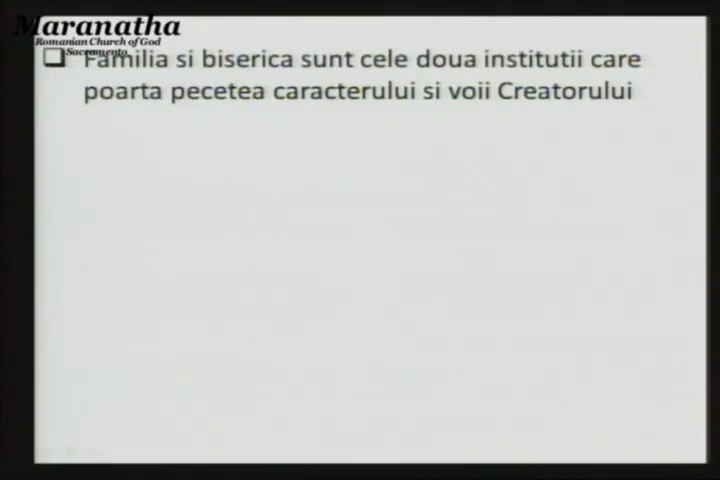 Maranatha
Romanian Church of God
Sacramento
Familia si biserica sunt cele doua institutii care
poarta pecetea caracterului si voii Creatorului